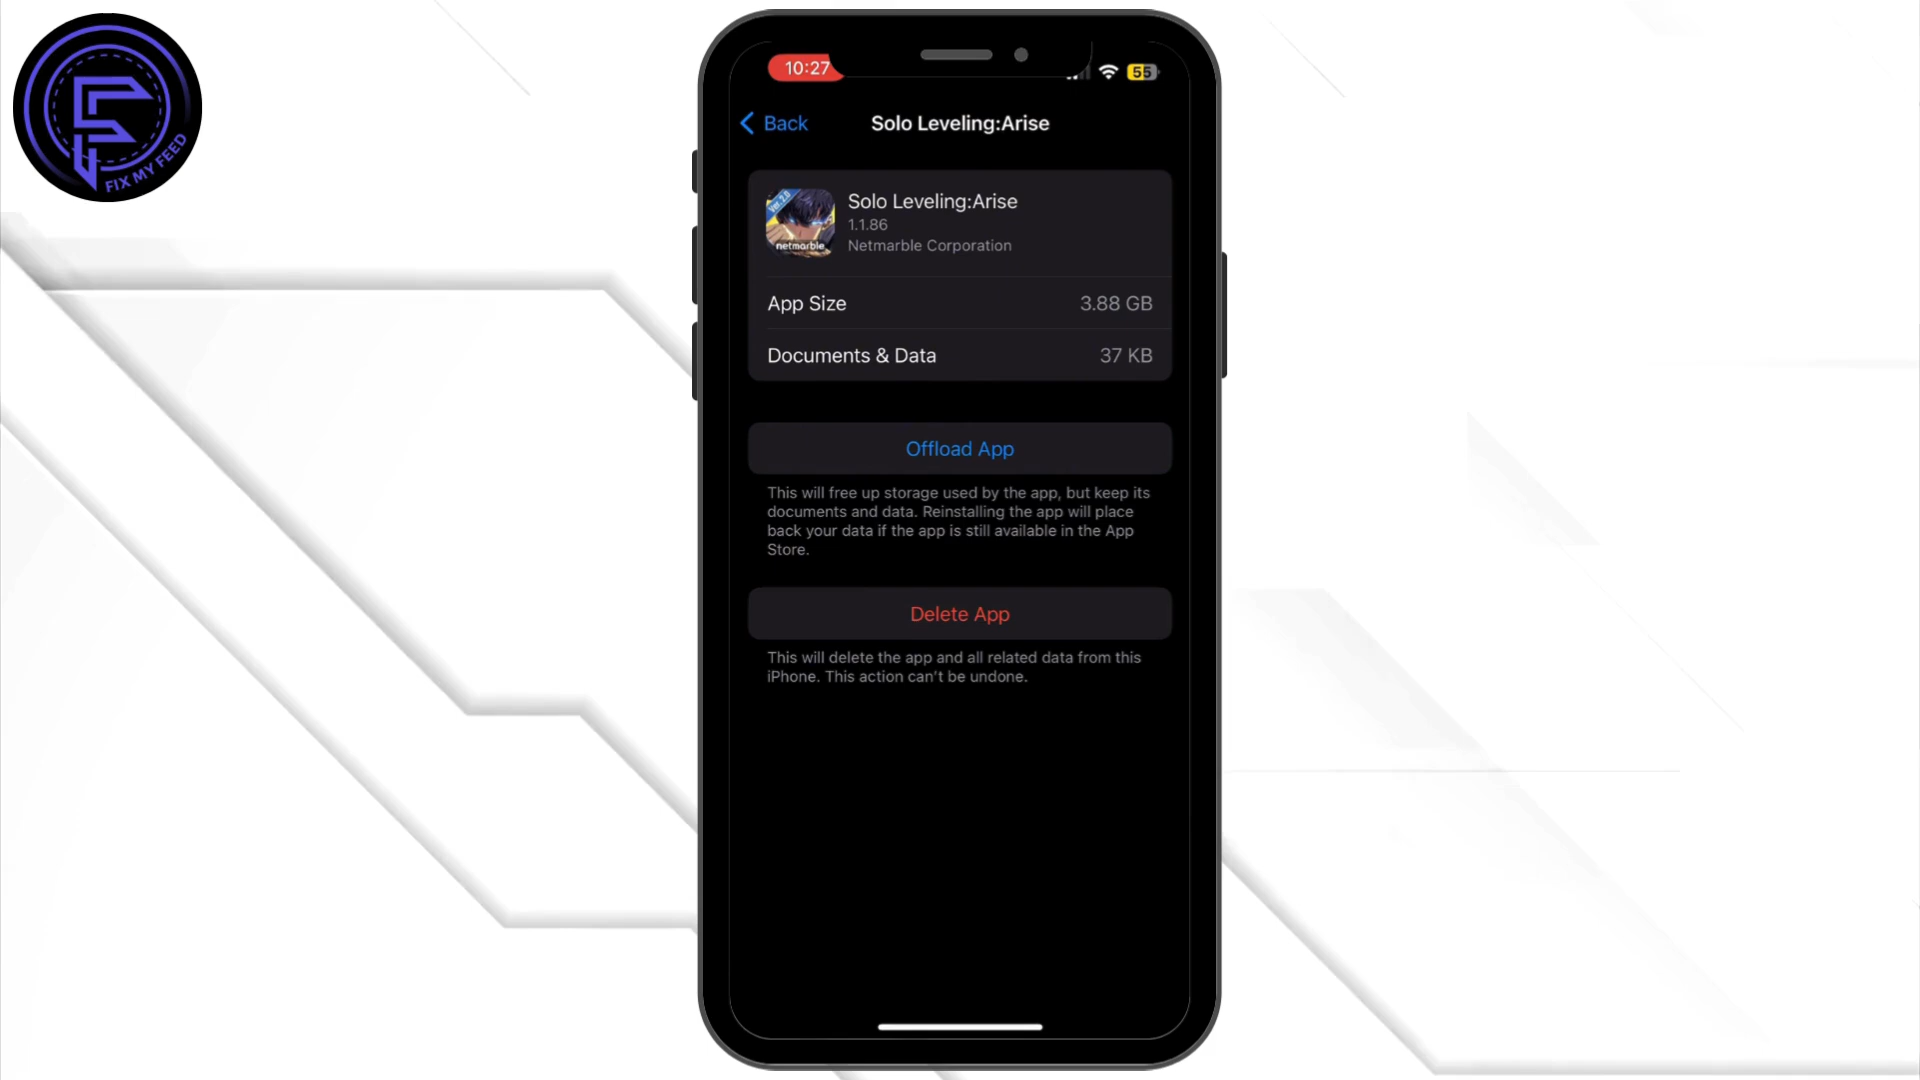 FIX MY FEED
10:27
55
Back
Solo Leveling:Arise
Ver. 2.0
netmarble
Solo Leveling:Arise
1.1.86
Netmarble Corporation
App Size
3.88 GB
Documents & Data
37 KB
Offload App
This will free up storage used by the app, but keep its
documents and data. Reinstalling the app will place
back your data if the app is still available in the App
Store.
Delete App
This will delete the app and all related data from this
iPhone. This action can't be undone.